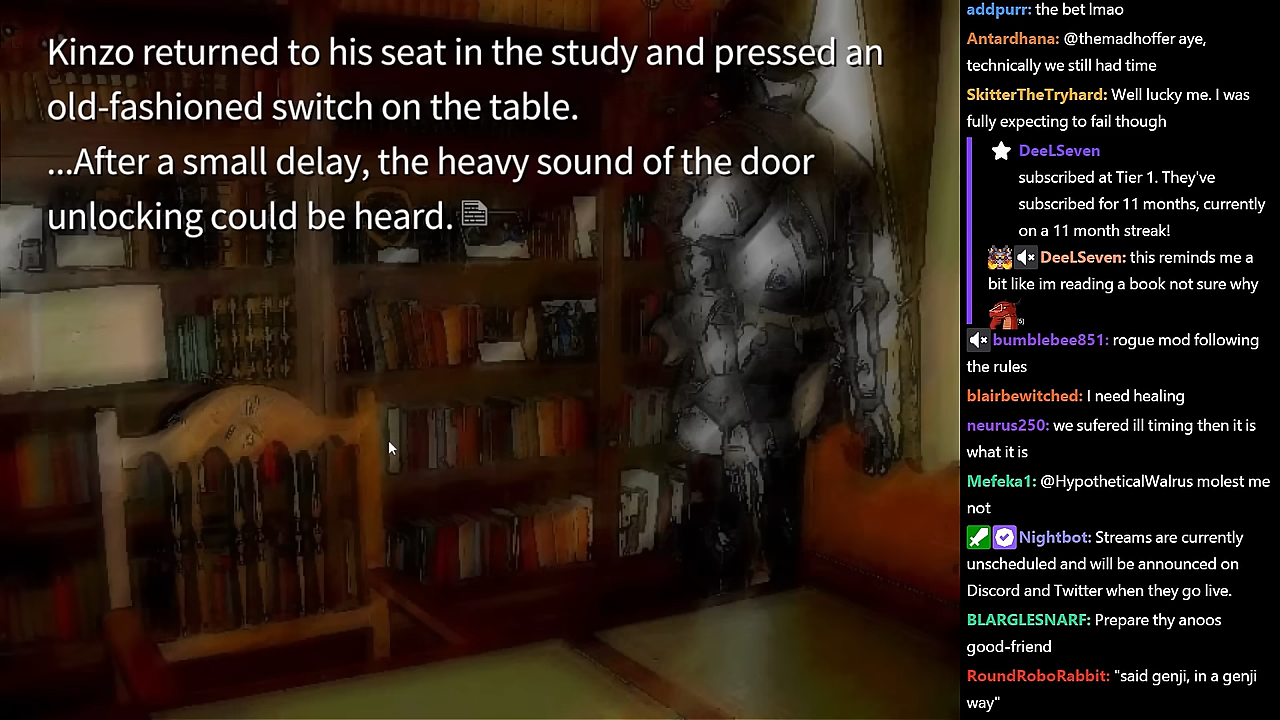 Kinzo returned to his seat in the study and pressed an
old-fashioned switch on the table.
...After a small delay, the heavy sound of the door
unlocking could be heard.
addpurr: the bet lmao
Antardhana: @themadhoffer aye,
technically we still had time
SkitterTheTryhard: Well lucky me. I was
fully expecting to fail though
DeeLSeven
subscribed at Tier 1. They've
subscribed for 11 months, currently
on a 11 month streak!
DeeLSeven: this reminds me a
bit like im reading a book not sure why
bumblebee851: rogue mod following
the rules
blairbewitched: I need healing
neurus250: we sufered ill timing then it is
what it is
Mefeka1: @HypotheticalWalrus molest me
not
Nightbot: Streams are currently
unscheduled and will be announced on
Discord and Twitter when they go live.
BLARGLESNARF: Prepare thy anoos
good-friend
RoundRoboRabbit: "said genji, in a genji
way"